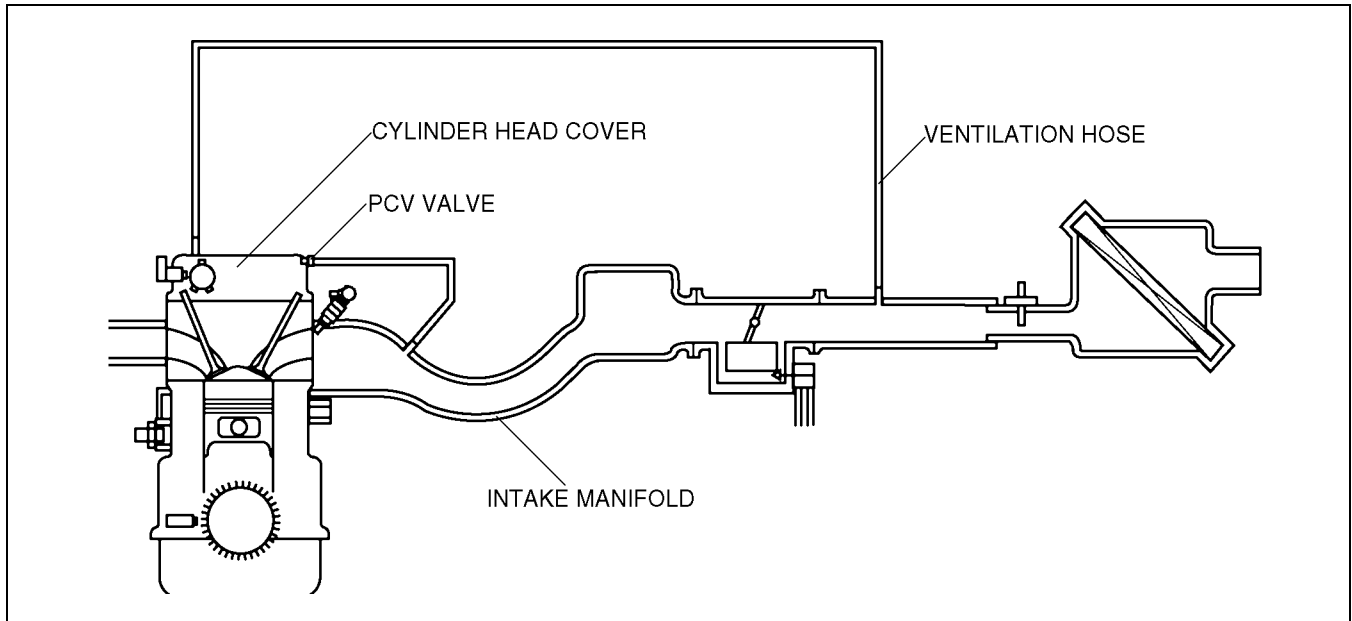 CYLINDER HEAD COVER
VENTILATION HOSE
PCV VALVE
INTAKE MANIFOLD